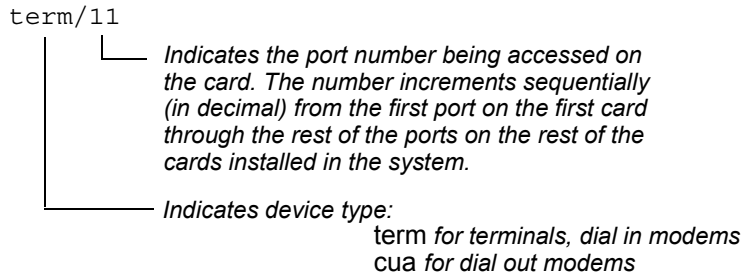 term/11
Indicates the port number being accessed on
the card. The number increments sequentially
(in decimal) from the first port on the first card
through the rest of the ports on the rest of the
cards installed in the system.
Indicates device type:
term for terminals, dial in modems
cua for dial out modems